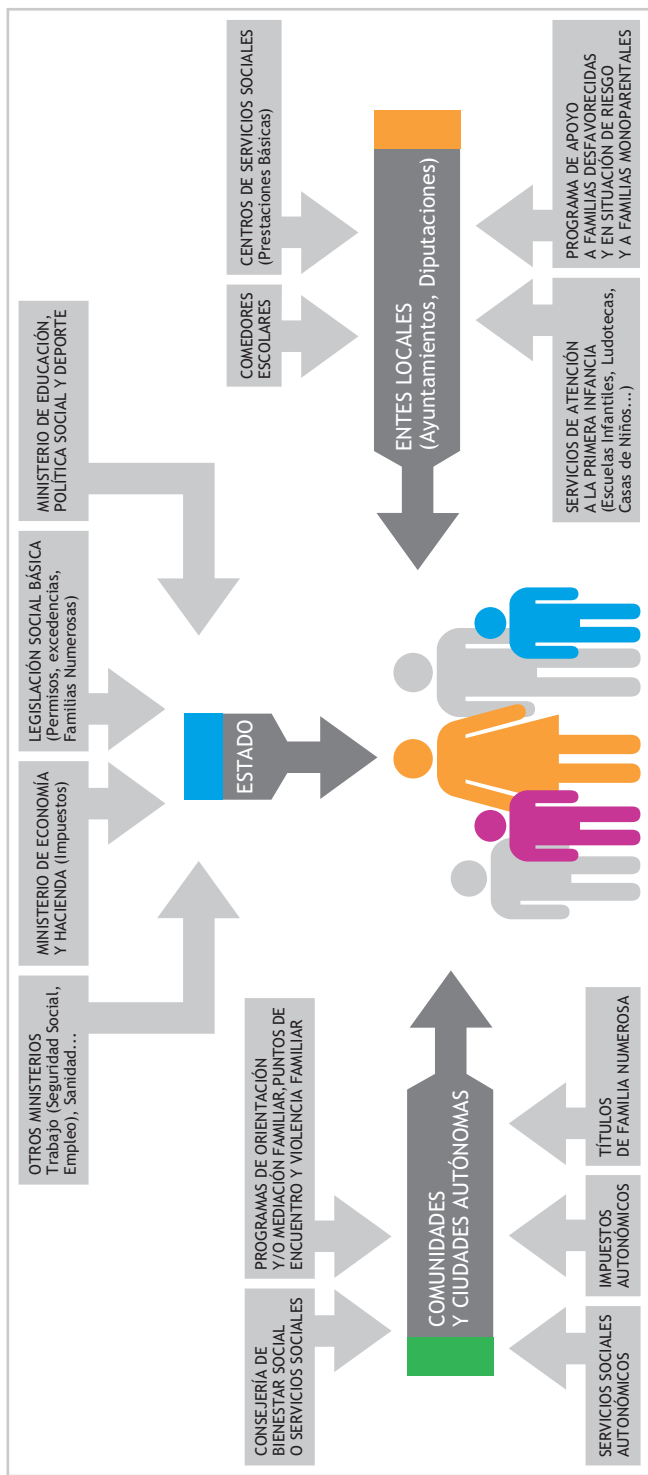 OTROS MINISTERIOS
Trabajo (Seguridad Social,
Empleo), Sanidad...
MINISTERIO DE ECONOMÍA
Y HACIENDA (Impuestos)
LEGISLACIÓN SOCIAL BÁSICA
(Permisos, excedencias,
Familias Numerosas)
MINISTERIO DE EDUCACIÓN,
POLÍTICA SOCIAL Y DEPORTE
ESTADO
CONSEJERÍA DE
BIENESTAR SOCIAL
O SERVICIOS SOCIALES
PROGRAMAS DE ORIENTACIÓN
Y/O MEDIACIÓN FAMILIAR,PUNTOS DE
ENCUENTRO Y VIOLENCIA FAMILIAR
COMUNIDADES
Y CIUDADES AUTÓNOMAS
SERVICIOS SOCIALES
AUTONÓMICOS
IMPUESTOS
AUTONÓMICOS
TÍTULOS
DE FAMILIA NUMEROSA
COMEDORES
ESCOLARES
CENTROS DE SERVICIOS SOCIALES
(Prestaciones Básicas)
ENTES LOCALES
(Ayuntamientos, Diputaciones)
SERVICIOS DE ATENCIÓN
A LA PRIMERA INFANCIA
(Escuelas Infantiles, Ludotecas,
Casas de Niños...)
PROGRAMA DE APOYO
A FAMILIAS DESFAVORECIDAS
Y EN SITUACIÓN DE RIESGO
Y A FAMILIAS MONOPARENTALES